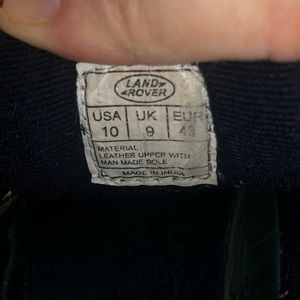 LAND
ROVER
USA UK EUR
10 9 43
MATERIAL:
LEATHER UPPER WITH
MAN MADE SOLE
MADE IN INDIA